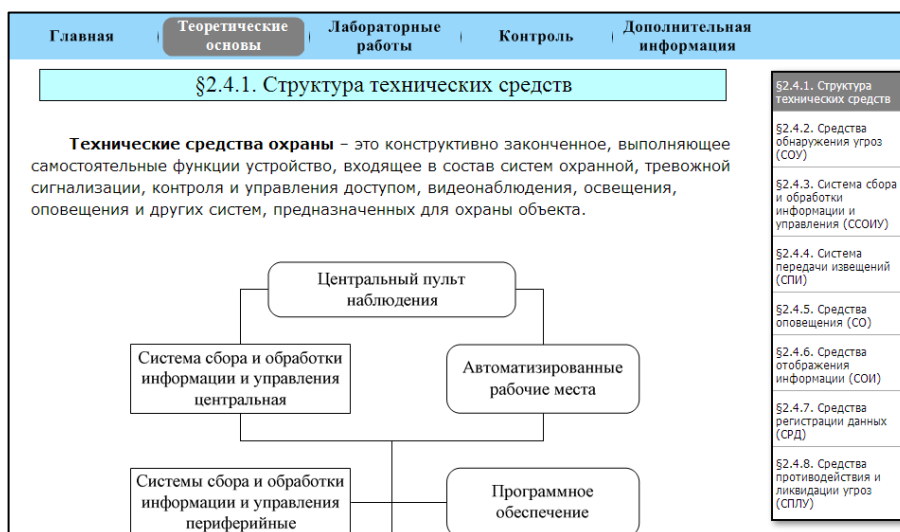 Главная
Теоретические
основы
Лабораторные
работы
Контроль
Дополнительная
информация
§2.4.1. Структура технических средств
Технические средства охраны – это конструктивно законченное, выполняющее
самостоятельные функции устройство, входящее в состав систем охранной, тревожной
сигнализации, контроля и управления доступом, видеонаблюдения, освещения,
оповещения и других систем, предназначенных для охраны объекта.
Центральный пульт
наблюдения
Система сбора и обработки
информации и управления
центральная
Автоматизированные
рабочие места
Системы сбора и обработки
информации и управления
периферийные
Программное
обеспечение
§2.4.1. Структура
технических средств
§2.4.2. Средства
обнаружения угроз
(СОУ)
§2.4.3. Система сбора
и обработки
информации и
управления (ССОИУ)
§2.4.4. Система
передачи извещений
(СПИ)
§2.4.5. Средства
оповещения (СО)
§2.4.6. Средства
отображения
информации (СОИ)
§2.4.7. Средства
регистрации данных
(СРД)
§2.4.8. Средства
противодействия и
ликвидации угроз
(СПЛУ)